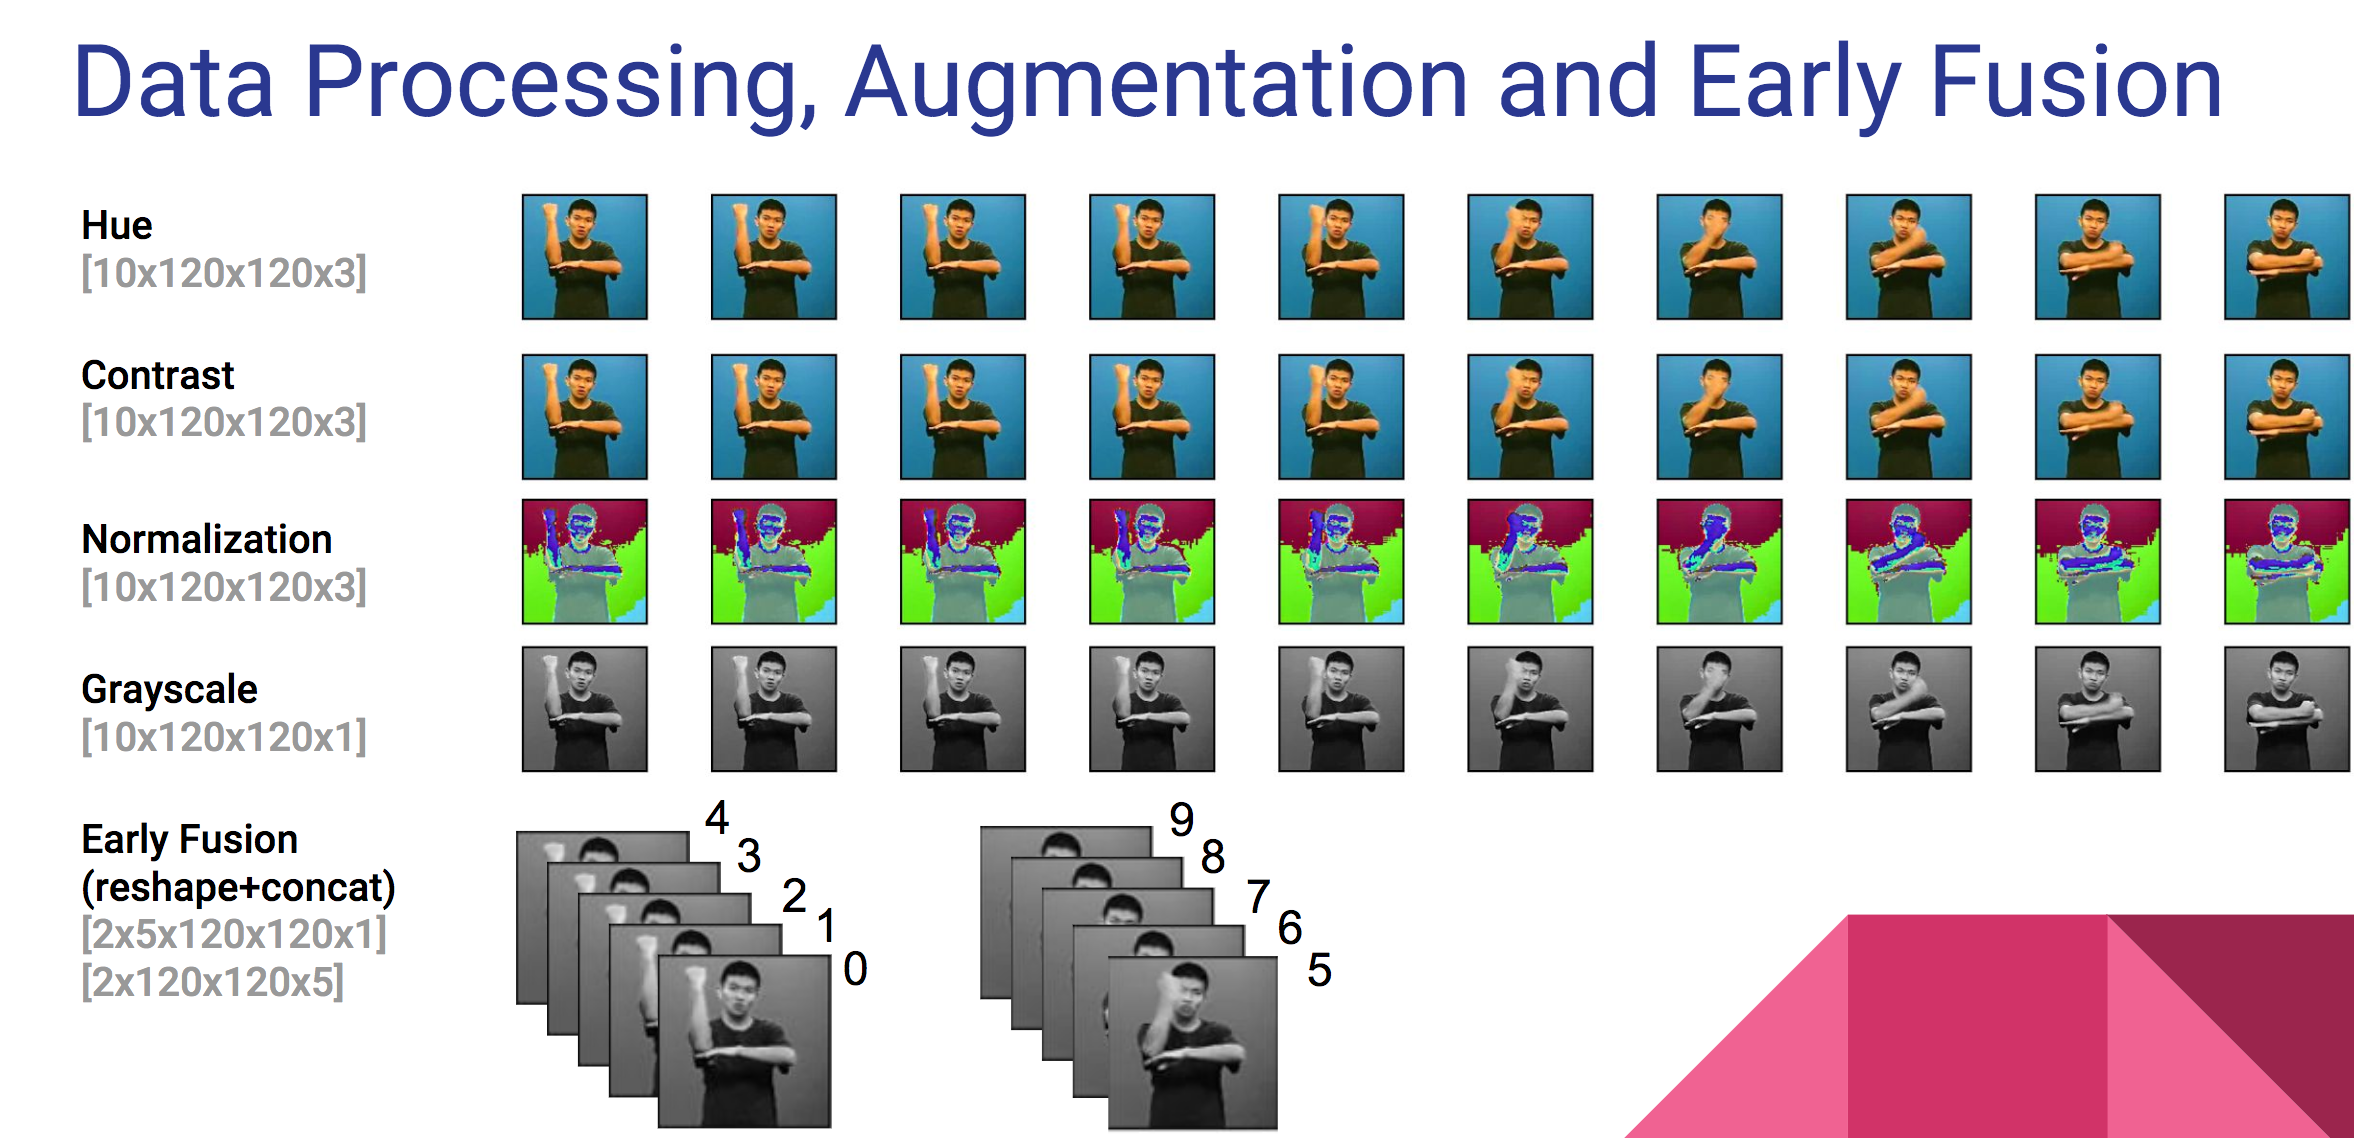 Data Processing, Augmentation and Early Fusion
Hue
[10x120x120x3]
Contrast
[10x120x120x3]
Normalization
[10x120x120x3]
Grayscale
[10x120x120x1]
Early Fusion
(reshape+concat)
[2x5x120x120x1]
[2x120x120x5]
4
3
2
1
0
9
8
7
6
5